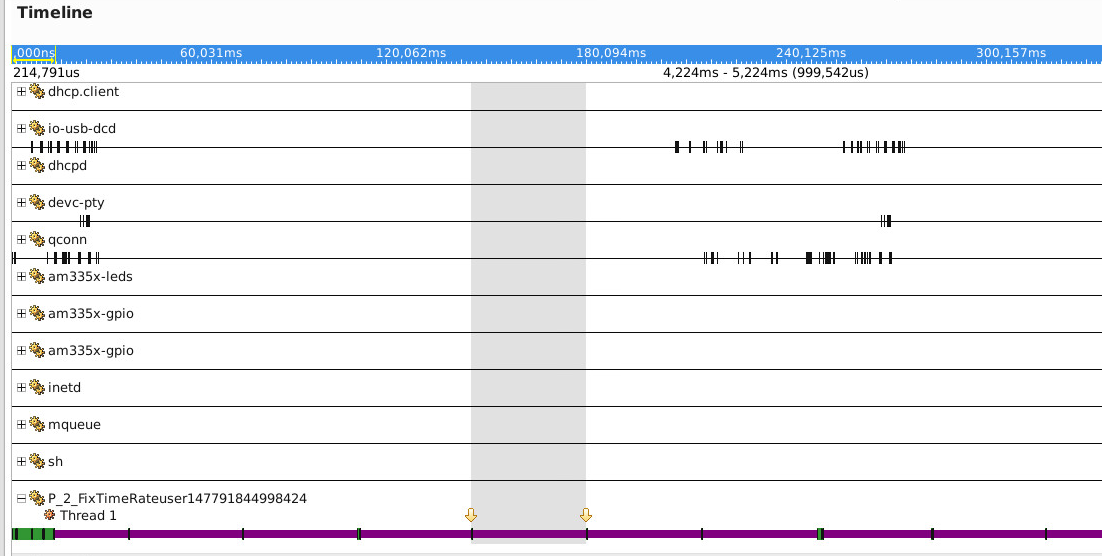 Timeline
,000ns 60,031ms 120,062ms 180,094ms 240,125ms 300,157ms
214,791us 4,224ms - 5,224ms (999,542us)
dhcp.client
io-usb-dcd
dhcpd
devc-pty
qconn
am335x-leds
am335x-gpio
am335x-gpio
inetd
mqueue
sh
P_2_FixTimeRateuser147791844998424
Thread 1